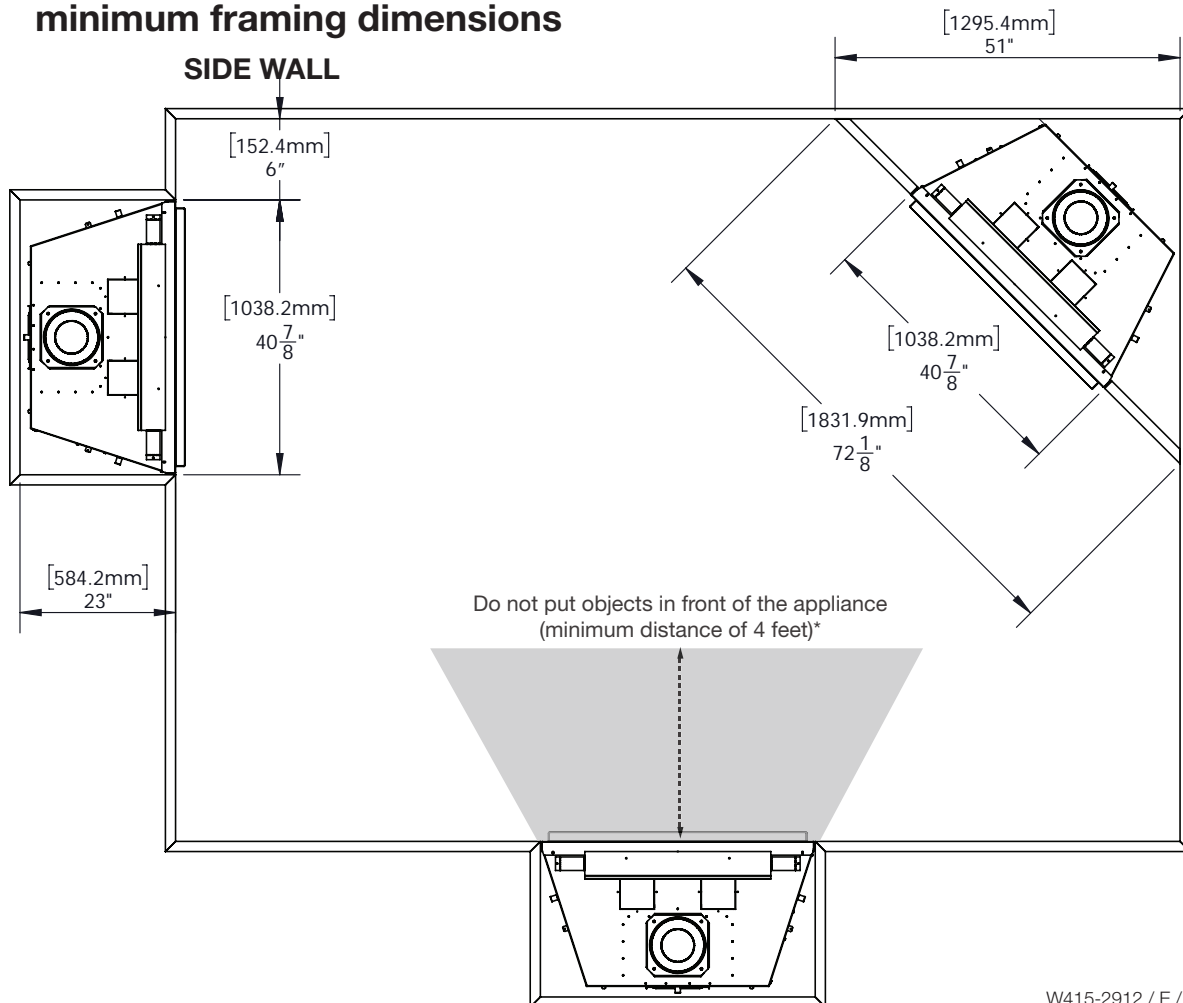 minimum framing dimensions
SIDE WALL
[1295.4mm]
51"
[152.4mm]
6"
[1038.2mm]
40 7/8"
[1038.2mm]
40 7/8"
[1831.9mm]
72 1/8"
[584.2mm]
23"
Do not put objects in front of the appliance
(minimum distance of 4 feet)*
W415-2912 / E /